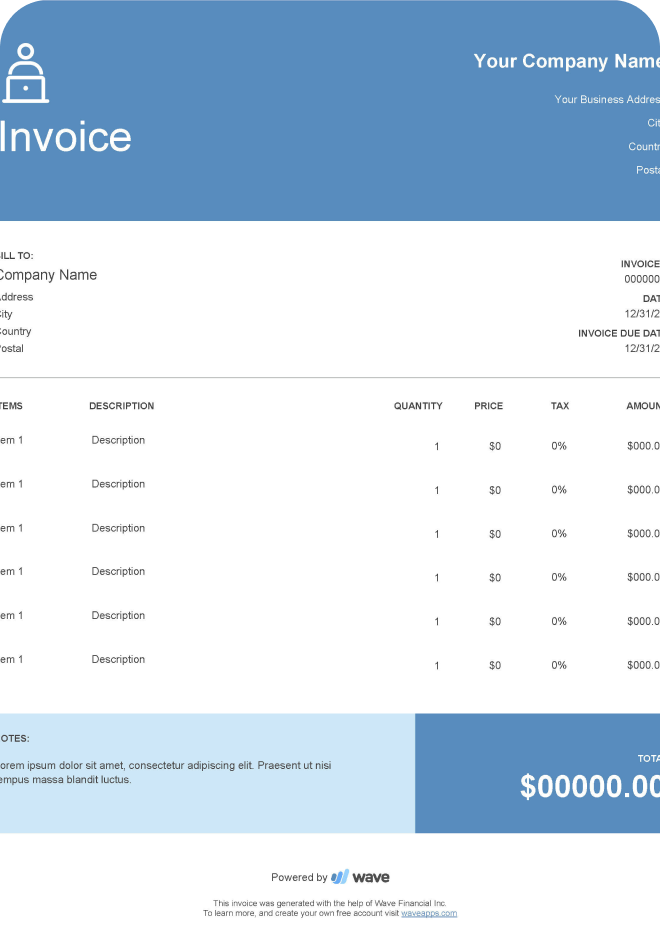 Your Company Name
Your Business Addres
Cit
Countr
Posta
Invoice
ILL TO:
Company Name
ddress
ity
Country
ostal
INVOICE
000000
DAT
12/31/2
INVOICE DUE DAT
12/31/2
TEMS DESCRIPTION QUANTITY PRICE TAX AMOUN
em 1 Description 1 $0 0% $000.0
em 1 Description 1 $0 0% $000.0
em 1 Description 1 $0 0% $000.0
em 1 Description 1 $0 0% $000.0
em 1 Description 1 $0 0% $000.0
em 1 Description 1 $0 0% $000.0
OTES:
orem ipsum dolor sit amet, consectetur adipiscing elit. Praesent ut nisi
empus massa blandit luctus.
TOTA
$00000.00
Powered by wave
This invoice was generated with the help of Wave Financial Inc.
To learn more, and create your own free account visit waveapps.com